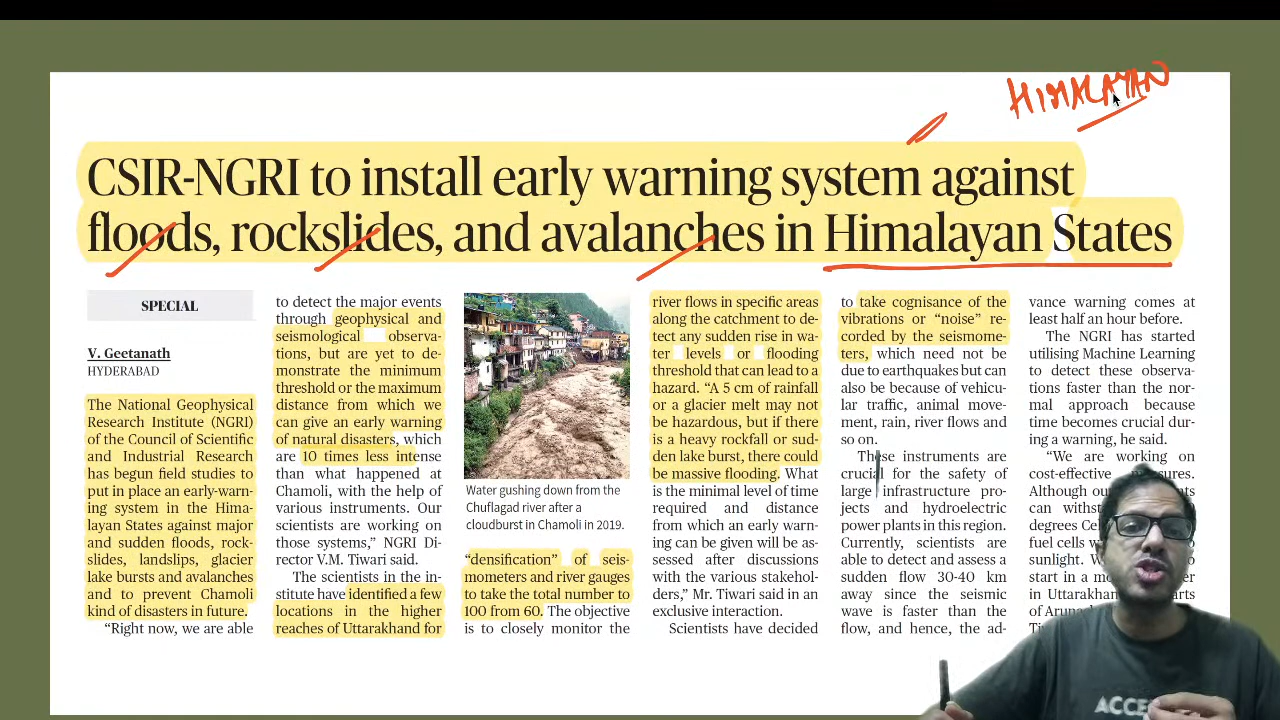 HIMALAYAN
CSIR-NGRI to install early warning system against
floods, rockslides, and avalanches in Himalayan States
SPECIAL
V. Geetanath
HYDERABAD
The National Geophysical
Research Institute (NGRI)
of the Council of Scientific
and Industrial Research
has begun field studies to
put in place an early-warn-
ing system in the Hima-
layan States against major
and sudden floods, rock-
slides, landslips, glacier
lake bursts and avalanches
and to prevent Chamoli
kind of disasters in future.
"Right now, we are able
to detect the major events
through geophysical and
seismological observa-
tions, but are yet to de-
monstrate the minimum
threshold or the maximum
distance from which we
can give an early warning
of natural disasters, which
are 10 times less intense
than what happened at
Chamoli, with the help of
various instruments. Our
scientists are working on
those systems," NGRI Di-
rector V.M. Tiwari said.
The scientists in the in-
stitute have identified a few
locations in the higher
reaches of Uttarakhand for
Water gushing down from the
Chuflagad river after a
cloudburst in Chamoli in 2019.
"densification" of seis-
mometers and river gauges
to take the total number to
100 from 60. The objective
is to closely monitor the
river flows in specific areas
along the catchment to de-
tect any sudden rise in wa-
ter levels or flooding
threshold that can lead to a
hazard. "A 5 cm of rainfall
or a glacier melt may not
be hazardous, but if there
is a heavy rockfall or sud-
den lake burst, there could
be massive flooding. What
is the minimal level of time
required and distance
from which an early warn-
ing can be given will be as-
sessed after discussions
with the various stakehol-
ders," Mr. Tiwari said in an
exclusive interaction.
Scientists have decided
to take cognisance of the
vibrations or "noise" re-
corded by the seismome-
ters, which need not be
due to earthquakes but can
also be because of vehicu-
lar traffic, animal move-
ment, rain, river flows and
so on.
These instruments are
crucial for the safety of
large infrastructure pro-
jects and hydroelectric
power plants in this region.
Currently, scientists are
able to detect and assess a
sudden flow 30-40 km
away since the seismic
wave is faster than the
flow, and hence, the ad-
vance warning comes at
least half an hour before.
The NGRI has started
utilising Machine Learning
to detect these observa-
tions faster than the nor-
mal approach because
time becomes crucial dur-
ing a warning, he said.
"We are working on
cost-effective
Although
can
degrees
fuel cells
sunlight.
start in a
in Uttarakhand
of